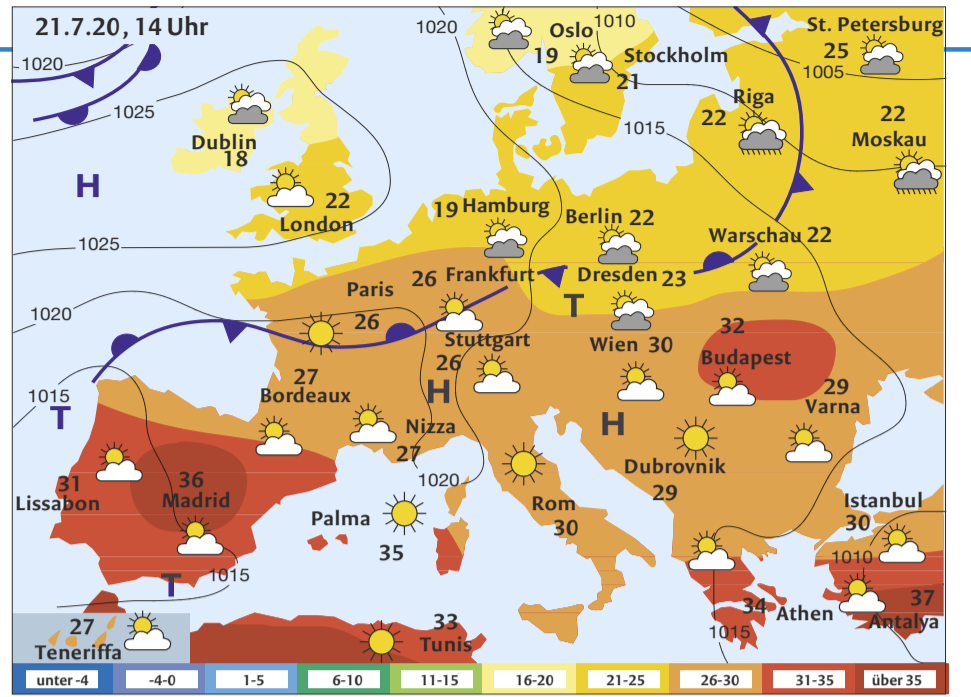 21.7.20, 14 Uhr
1020
1010
Oslo
19
St. Petersburg
25
1020
1005
Stockholm
21
1025
Riga
22
1015
22
Moskau
Dublin
18
H
22
London
19 Hamburg
Berlin 22
Warschau 22
1025
26 Frankfurt
Dresden 23
Paris
26
T
1020
32
Stuttgart
26
Wien 30
Budapest
27
Bordeaux
H
29
Varna
1015
T
Nizza
27
H
Dubrovnik
29
36
Madrid
31
Lissabon
1020
Palma
35
Rom
30
Istanbul
30
1010
T
1015
37
Antalya
34
Athen
1015
27
Teneriffa
33
Tunis
unter -4
-4-0
1-5
6-10
11-15
16-20
21-25
26-30
31-35
über 35